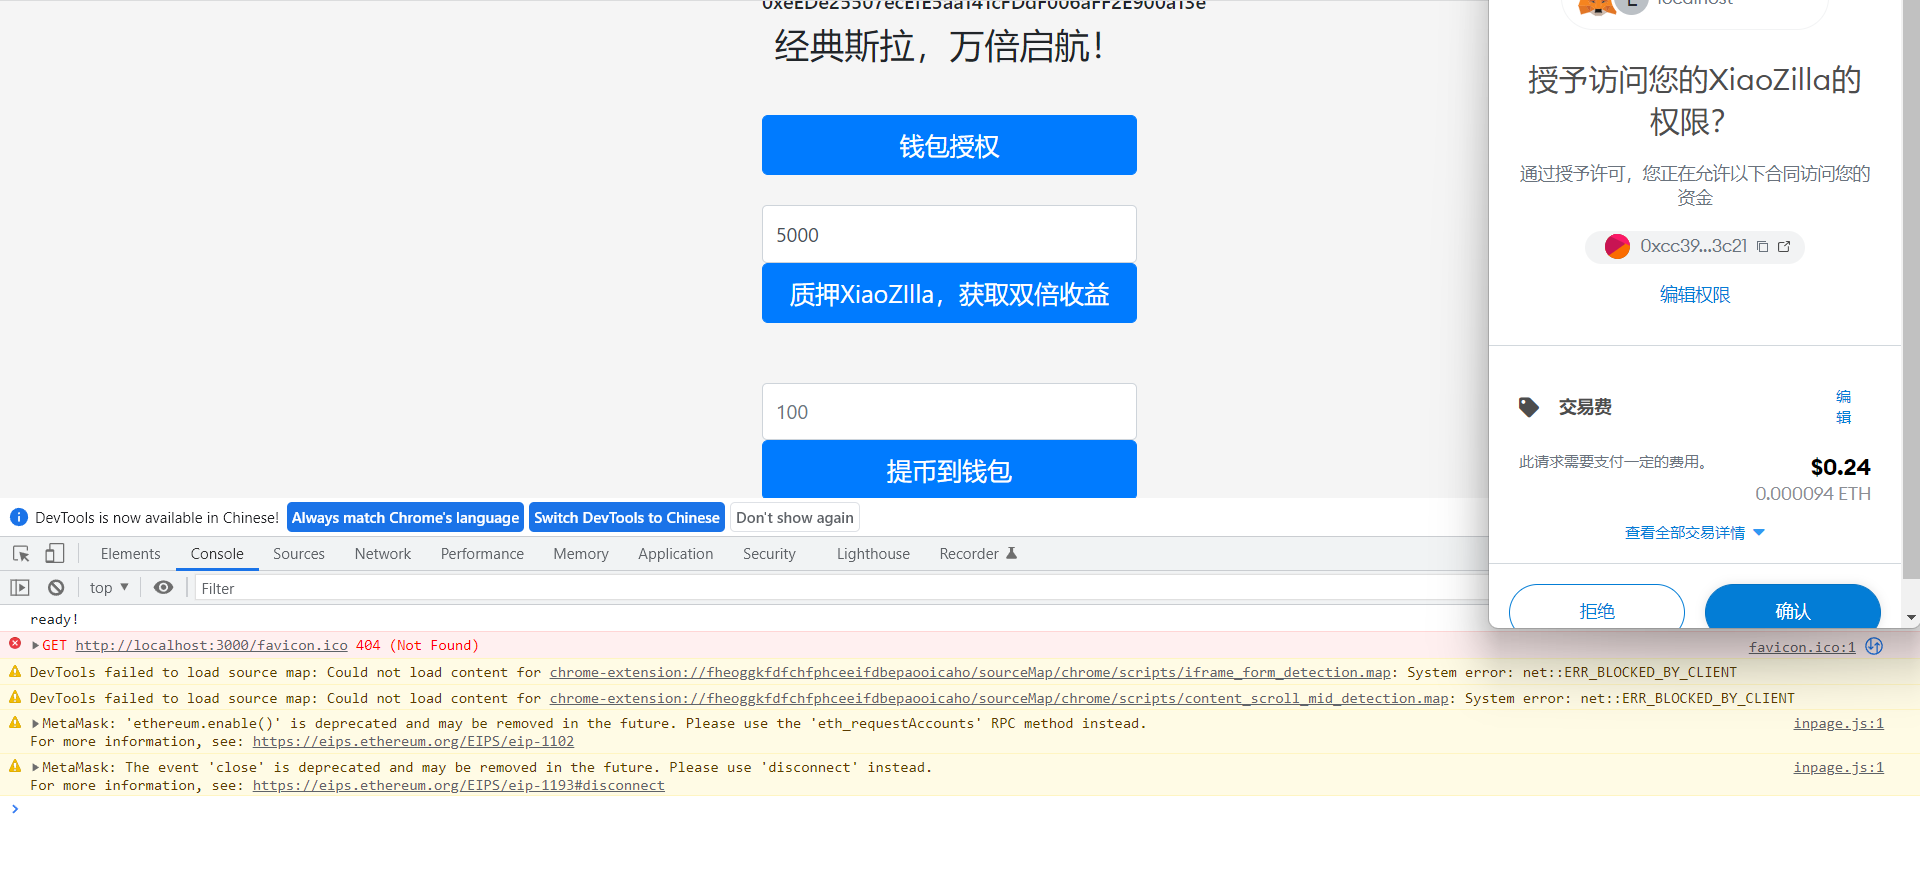 经典斯拉，万倍启航！
钱包授权
5000
质押XiaoZIlla，获取双倍收益
100
提币到钱包
localhost
授予访问您的XiaoZilla的
权限？
通过授予许可，您正在允许以下合同访问您的
资金
0xcc39...3c21
编辑权限
交易费
编
辑
此请求需要支付一定的费用。
$0.24
0.000094 ETH
查看全部交易详情
拒绝 确认
DevTools is now available in Chinese! Always match Chrome's language Switch DevTools to Chinese Don't show again
Elements Console Sources Network Performance Memory Application Security Lighthouse Recorder
top Filter
ready!
GET http://localhost:3000/favicon.ico 404 (Not Found) favicon.ico:1
DevTools failed to load source map: Could not load content for chrome-extension://fheoggkfdfchfphceeifdbepaooicaho/sourceMap/chrome/scripts/iframe_form_detection.map: System error: net::ERR_BLOCKED_BY_CLIENT
DevTools failed to load source map: Could not load content for chrome-extension://fheoggkfdfchfphceeifdbepaooicaho/sourceMap/chrome/scripts/content_scroll_mid_detection.map: System error: net::ERR_BLOCKED_BY_CLIENT
MetaMask: 'ethereum.enable()' is deprecated and may be removed in the future. Please use the 'eth_requestAccounts' RPC method instead. inpage.js:1
For more information, see: https://eips.ethereum.org/EIPS/eip-1102
MetaMask: The event 'close' is deprecated and may be removed in the future. Please use 'disconnect' instead. inpage.js:1
For more information, see: https://eips.ethereum.org/EIPS/eip-1193#disconnect